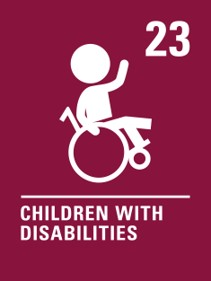 23
CHILDREN WITH
DISABILITIES